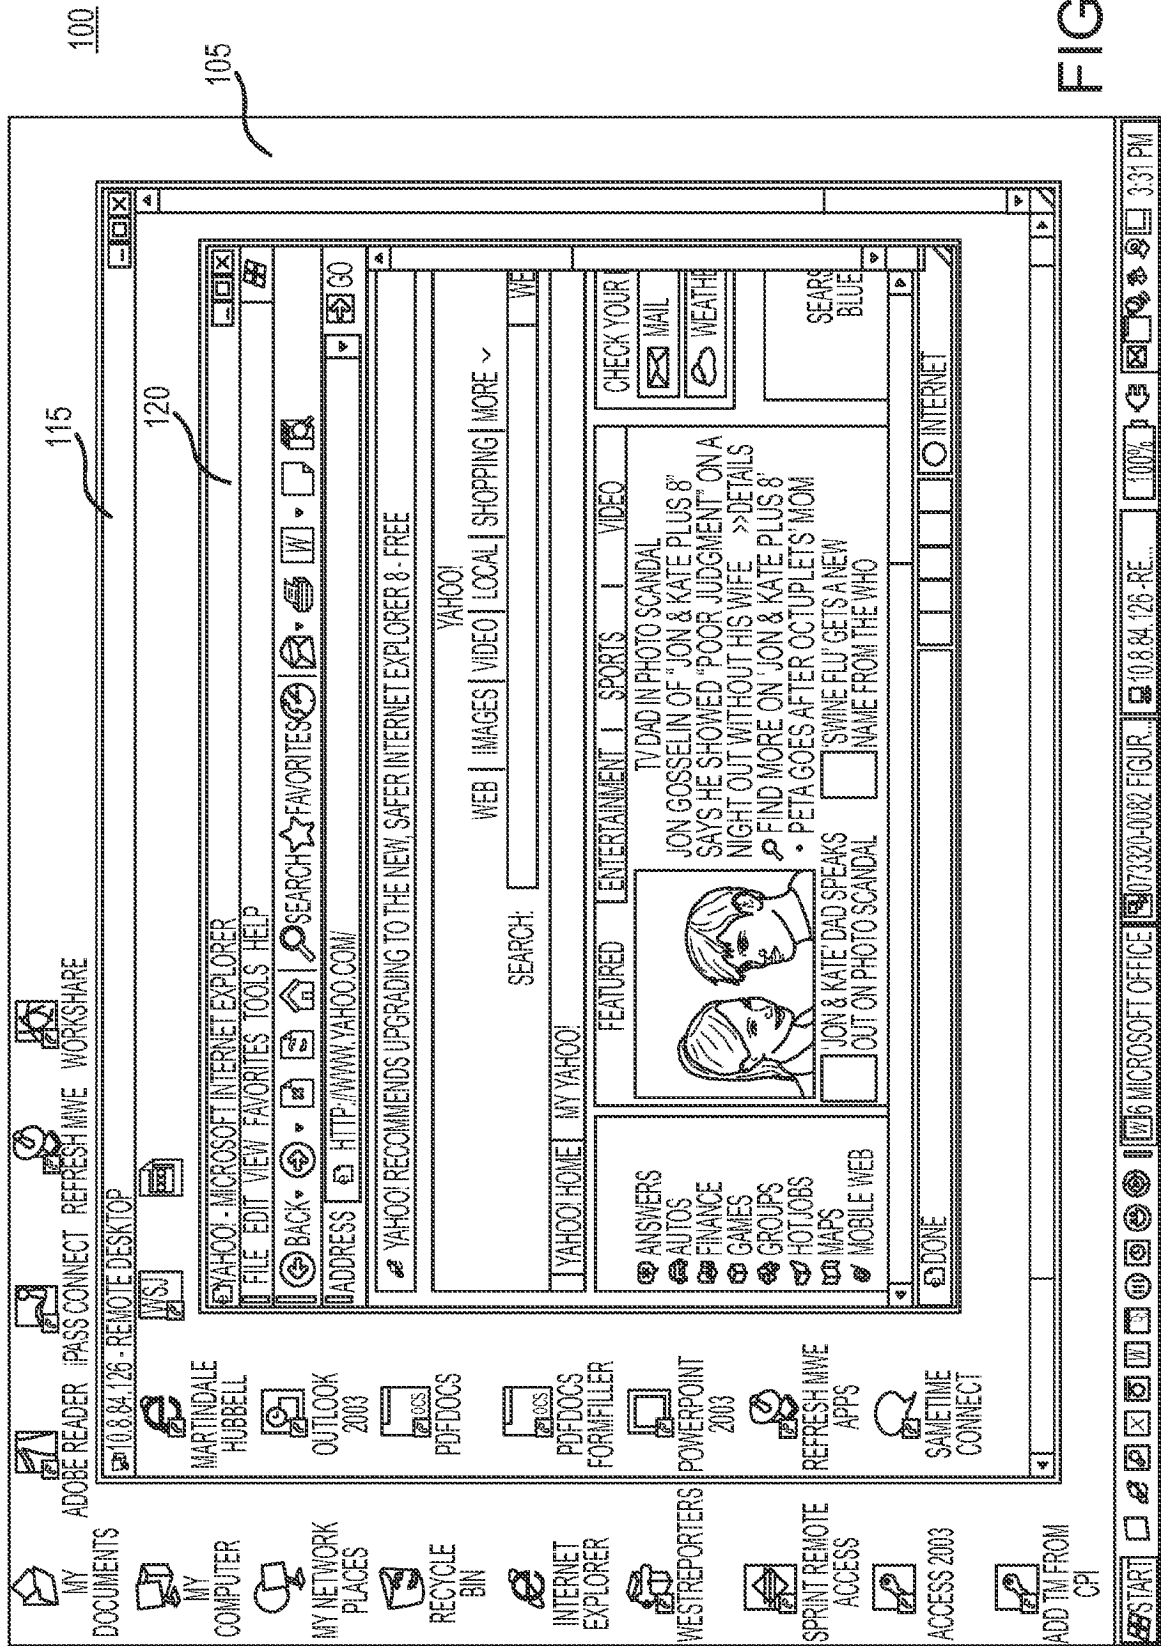 100
105
115
120
FIG
MY
DOCUMENTS
MY
COMPUTER
MY NETWORK
PLACES
RECYCLE
BIN
INTERNET
EXPLORER
WESTREPORTERS
SPRINT REMOTE
ACCESS
ACCESS 2003
ADD TM FROM
CPI
ADOBE READER
iPASS CONNECT
REFRESH MWE
WORKSHARE
10.8.84.126 - REMOTE DESKTOP
WSJ
MARTINDALE
HUBBELL
OUTLOOK
2003
PDFDOCS
PDFDOCS
FORMFILLER
POWERPOINT
2003
REFRESH MWE
APPS
SAMETIME
CONNECT
YAHOO! - MICROSOFT INTERNET EXPLORER
FILE EDIT VIEW FAVORITES TOOLS HELP
BACK SEARCH FAVORITES W
ADDRESS HTTP://WWW.YAHOO.COM/ GO
YAHOO! RECOMMENDS UPGRADING TO THE NEW, SAFER INTERNET EXPLORER 8 - FREE
YAHOO!
WEB | IMAGES | VIDEO | LOCAL | SHOPPING | MORE
SEARCH: WE
YAHOO! HOME MY YAHOO!
ANSWERS
AUTOS
FINANCE
GAMES
GROUPS
HOTJOBS
MAPS
MOBILE WEB
FEATURED ENTERTAINMENT | SPORTS | VIDEO
TV DAD IN PHOTO SCANDAL
JON GOSSELIN OF "JON & KATE PLUS 8"
SAYS HE SHOWED "POOR JUDGMENT" ON A
NIGHT OUT WITHOUT HIS WIFE >>DETAILS
FIND MORE ON 'JON & KATE PLUS 8'
• PETA GOES AFTER OCTUPLETS' MOM
'JON & KATE' DAD SPEAKS
OUT ON PHOTO SCANDAL
'SWINE FLU' GETS A NEW
NAME FROM THE WHO
CHECK YOUR
MAIL
WEATHE
SEARS
BLUE
DONE
INTERNET
START W 6 MICROSOFT OFFICE 073320-0082 FIGUR... 10.8.84.126 -RE... 100% 3:31 PM